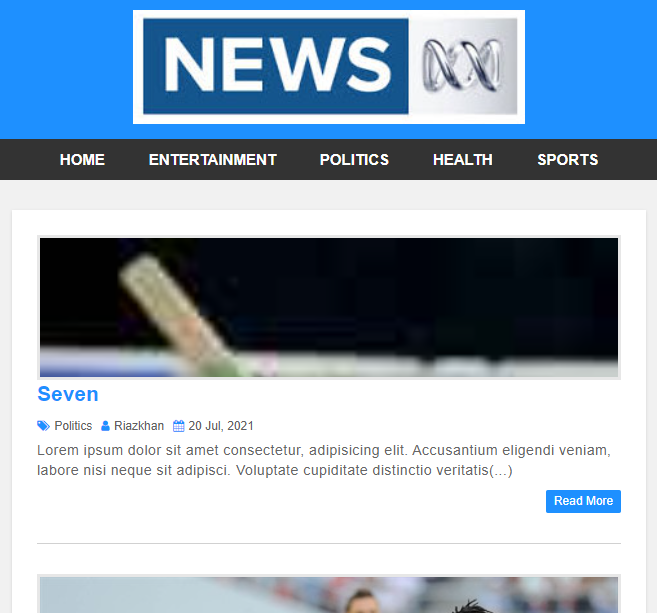 NEWS
HOME ENTERTAINMENT POLITICS HEALTH SPORTS
Seven
Politics Riazkhan 20 Jul, 2021
Lorem ipsum dolor sit amet consectetur, adipisicing elit. Accusantium eligendi veniam,
labore nisi neque sit adipisci. Voluptate cupiditate distinctio veritatis(...)
Read More